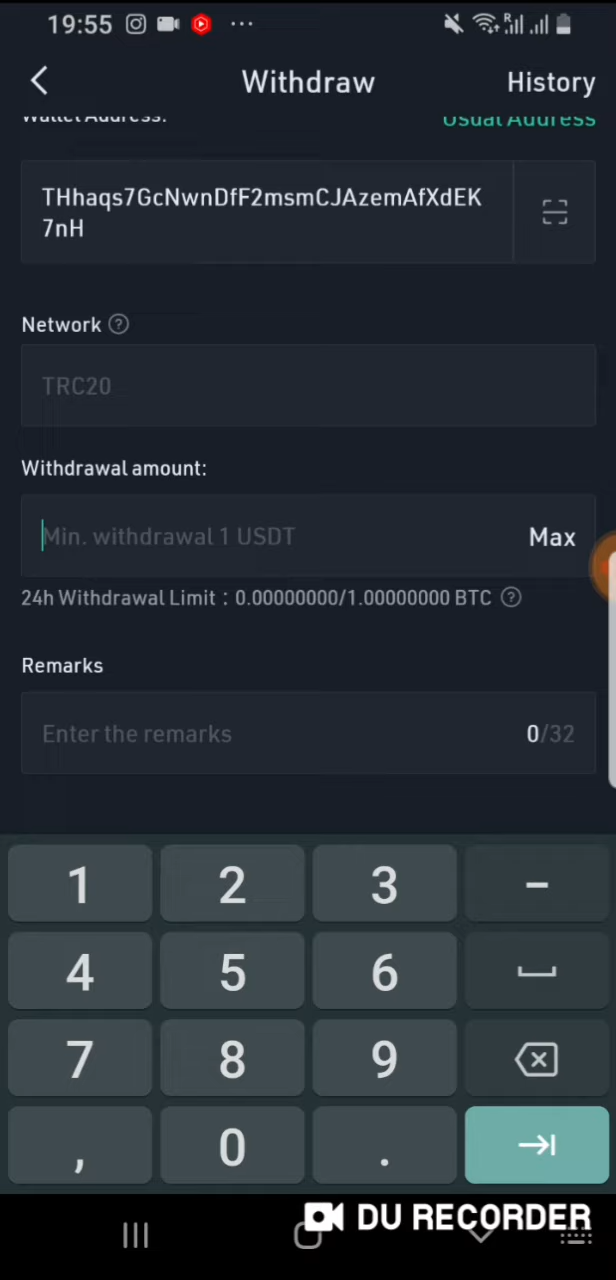 19:55
Withdraw
History
Wallet Address:
Usual Address
THhaqs7GcNwnDfF2msmCJAzemAfXdEK
7nH
Network ?
TRC20
Withdrawal amount:
Min. withdrawal 1 USDT
Max
24h Withdrawal Limit : 0.00000000/1.00000000 BTC ?
Remarks
Enter the remarks
0/32
1 2 3 -
4 5 6
7 8 9
, 0 .
DU RECORDER